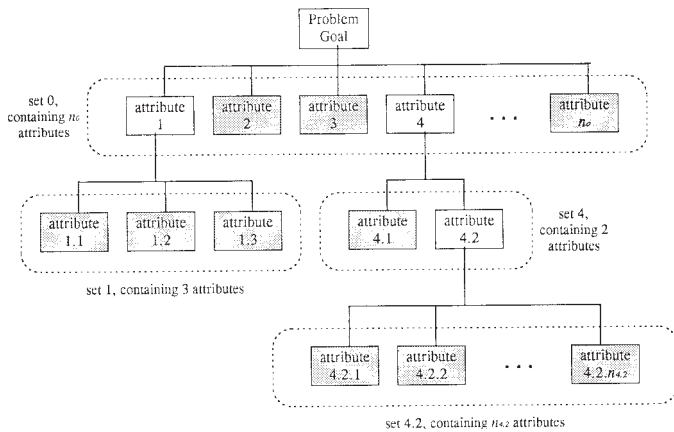 Problem
Goal
set 0,
containing n₀
attributes
attribute
1
attribute
2
attribute
3
attribute
4
. . .
attribute
n₀
attribute
1.1
attribute
1.2
attribute
1.3
attribute
4.1
attribute
4.2
set 4,
containing 2
attributes
set 1, containing 3 attributes
attribute
4.2.1
attribute
4.2.2
. . .
attribute
4.2.n₄.₂
set 4.2, containing n₄.₂ attributes